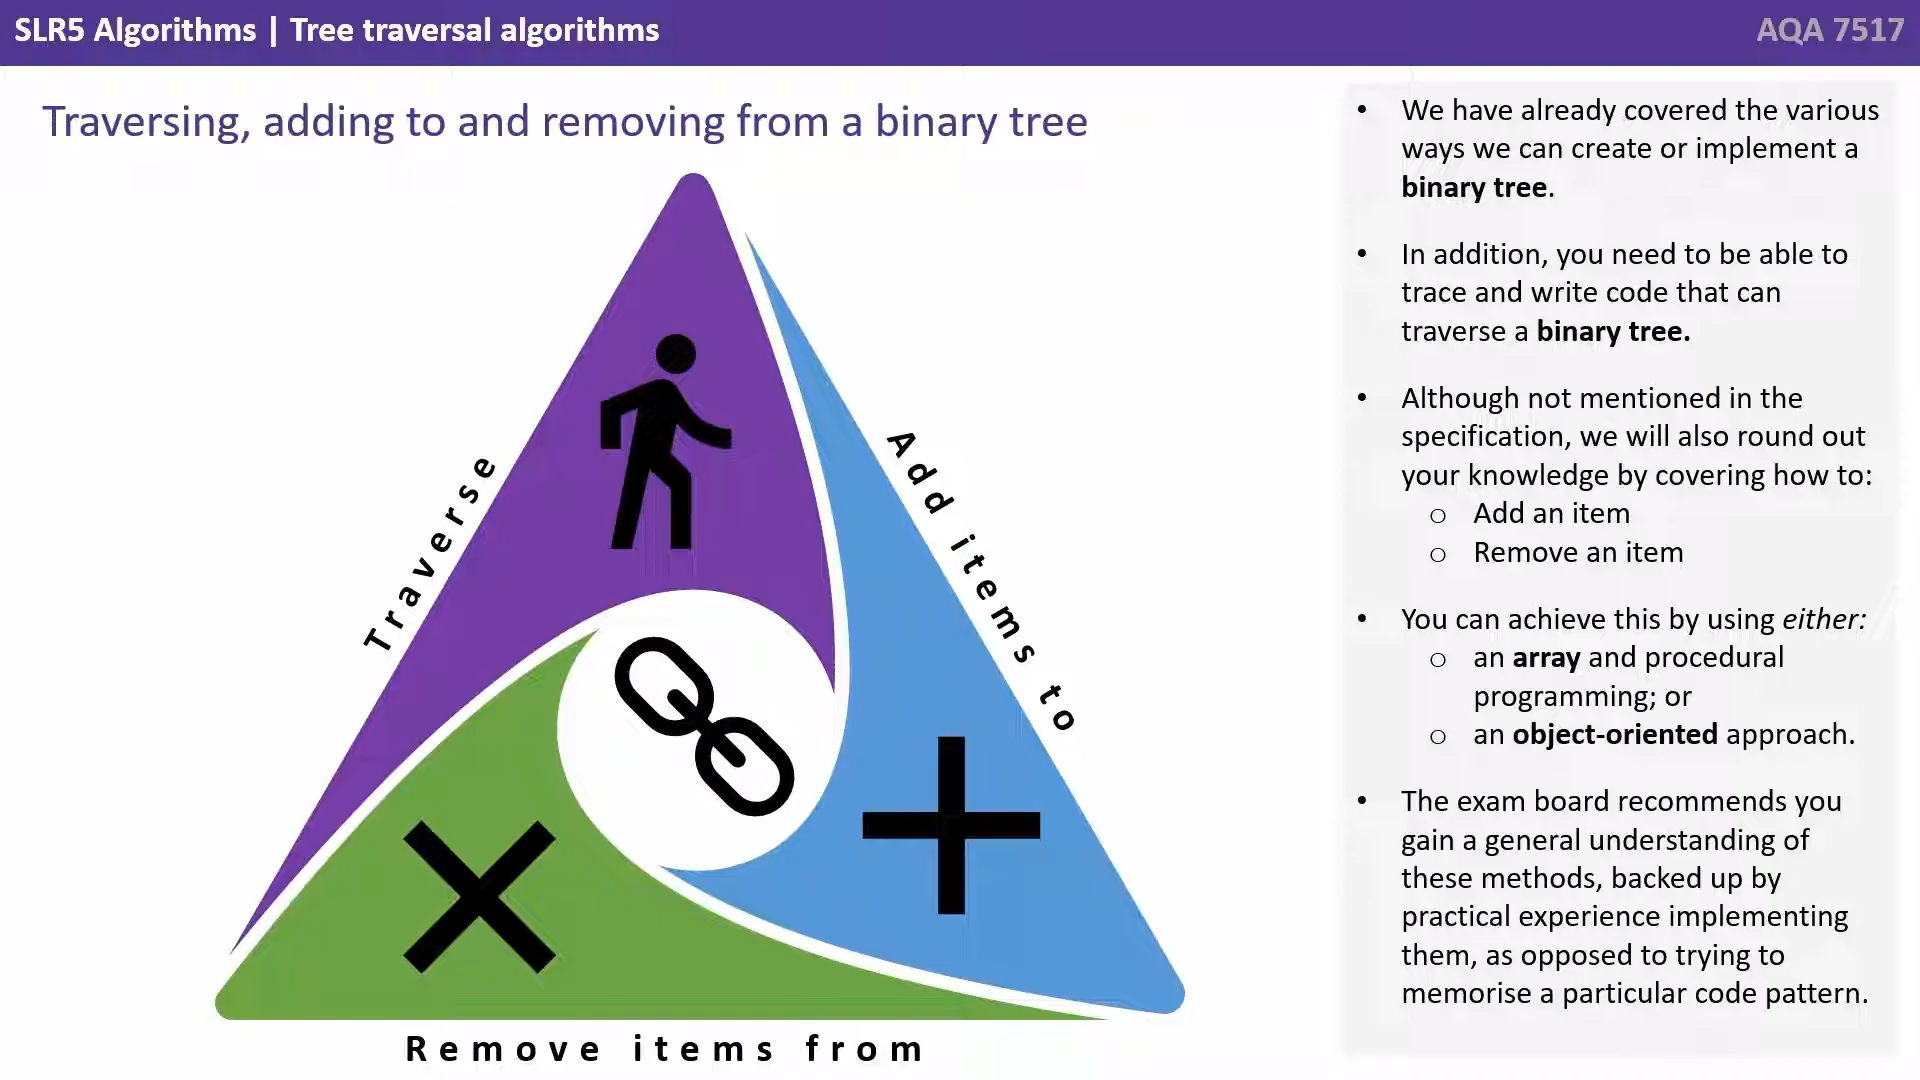 SLR5 Algorithms | Tree traversal algorithms
AQA 7517
Traversing, adding to and removing from a binary tree
Traverse
Add items to
Remove items from
• We have already covered the various
ways we can create or implement a
binary tree.
• In addition, you need to be able to
trace and write code that can
traverse a binary tree.
• Although not mentioned in the
specification, we will also round out
your knowledge by covering how to:
o Add an item
o Remove an item
• You can achieve this by using either:
o an array and procedural
programming; or
o an object-oriented approach.
• The exam board recommends you
gain a general understanding of
these methods, backed up by
practical experience implementing
them, as opposed to trying to
memorise a particular code pattern.